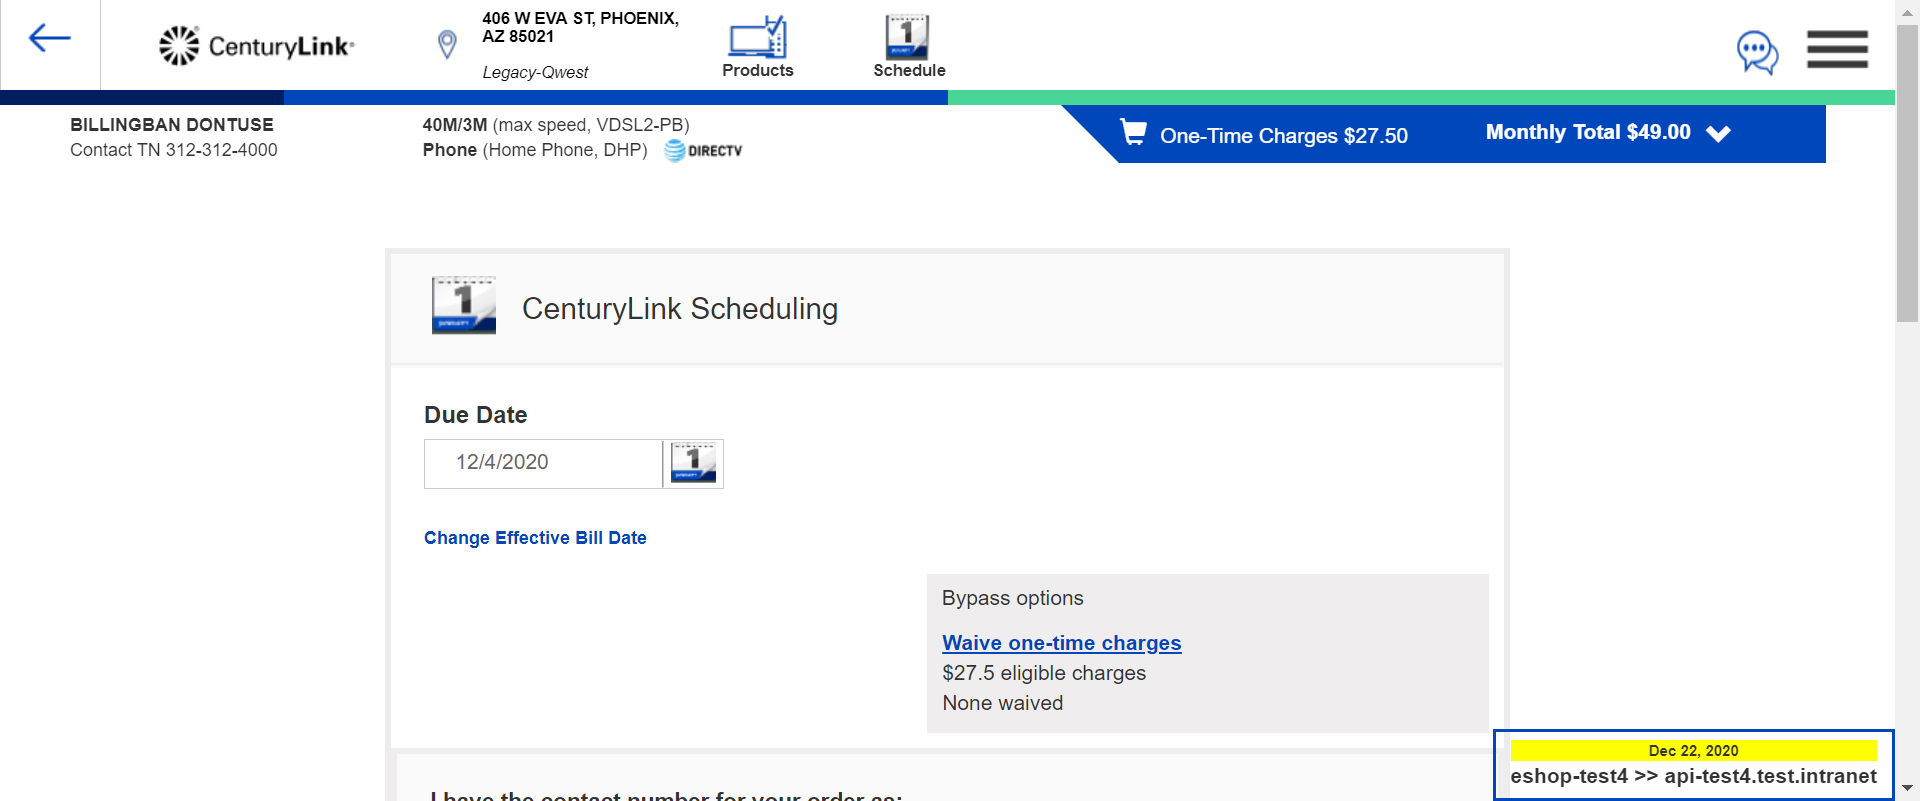 CenturyLink
406 W EVA ST, PHOENIX,
AZ 85021
Legacy-Qwest
Products
1
Schedule
BILLINGBAN DONTUSE
Contact TN 312-312-4000
40M/3M (max speed, VDSL2-PB)
Phone (Home Phone, DHP) DIRECTV
One-Time Charges $27.50
Monthly Total $49.00
1
CenturyLink Scheduling
Due Date
12/4/2020
1
Change Effective Bill Date
Bypass options
Waive one-time charges
$27.5 eligible charges
None waived
Dec 22, 2020
eshop-test4 >> api-test4.test.intranet
I have the contact number for your order as: